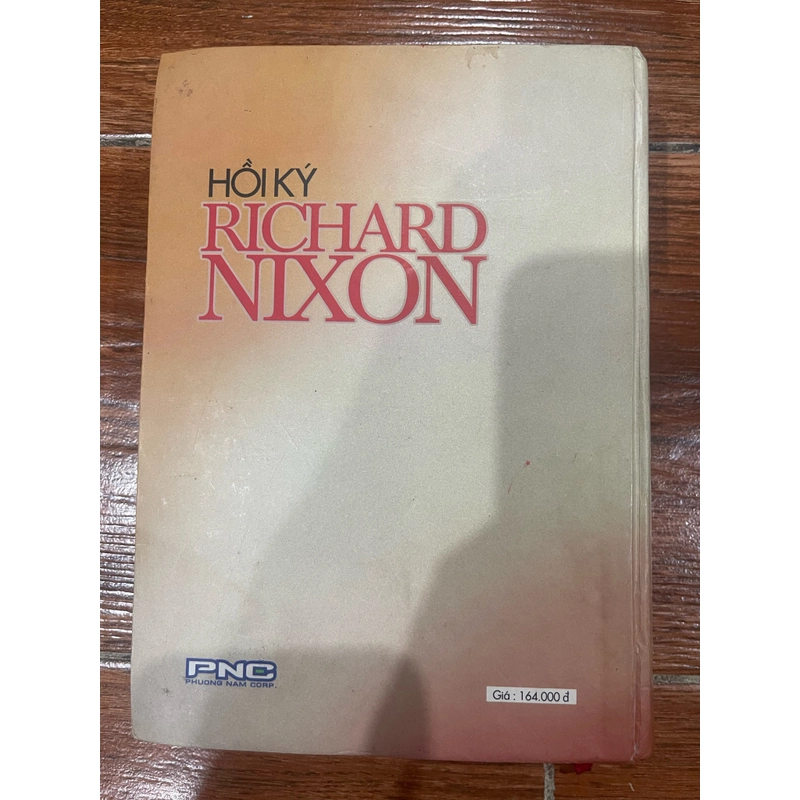 HỒI KÝ
RICHARD
NIXON
PNC
PHUONG NAM CORP.
Giá : 164.000 đ